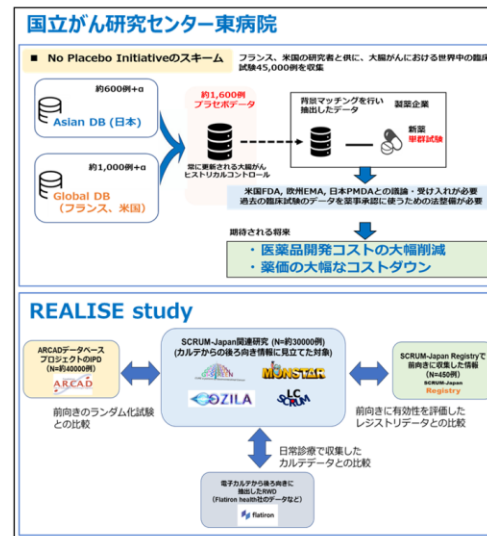 国立がん研究センター東病院
■ No Placebo Initiativeのスキーム
フランス、米国の研究者と供に、大腸がんにおける世界中の臨床
試験45,000例を収集
約600例+α
Asian DB (日本)
約1,000例+α
Global DB
(フランス、米国)
約1,600例
プラセボデータ
常に更新される大腸がん
ヒストリカルコントロール
背景マッチングを行い
抽出したデータ
製薬企業
新薬
単群試験
米国FDA, 欧州EMA, 日本PMDAとの議論・受け入れが必要
過去の臨床試験のデータを薬事承認に使うための法整備が必要
期待される将来
・医薬品開発コストの大幅削減
・薬価の大幅なコストダウン
REALISE study
ARCADデータベース
プロジェクトのIPD
(N=約40000例)
ARCAD
SCRUM-Japan関連研究 (N=約30000例)
(カルテからの後ろ向き情報に見立てた対象)
MONSTAR
GOZILA
LC
SCRUM
SCRUM-Japan Registryで
前向きに収集した情報
(N=450例)
SCRUM-Japan
Registry
前向きのランダム化試験
との比較
前向きに有効性を評価した
レジストリデータとの比較
日常診療で収集した
カルテデータとの比較
電子カルテから後ろ向きに
抽出したRWD
(Flatiron health社のデータなど)
flatiron